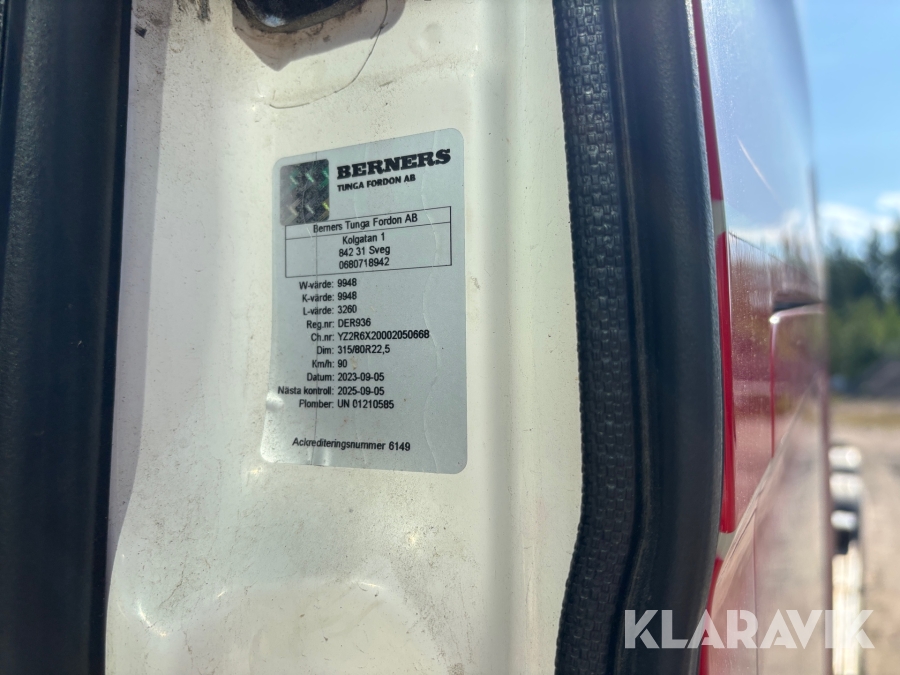 BERNERS
TUNGA FORDON AB
Berners Tunga Fordon AB
Kolgatan 1
842 31 Sveg
0680718942
W-värde: 9948
K-värde: 9948
L-värde: 3260
Reg.nr: DER936
Ch.nr: YZ2R6X20002050668
Dim: 315/80R22,5
Km/h: 90
Datum: 2023-09-05
Nästa kontroll: 2025-09-05
Plomber: UN 01210585
Ackrediteringsnummer 6149
KLARAVIK